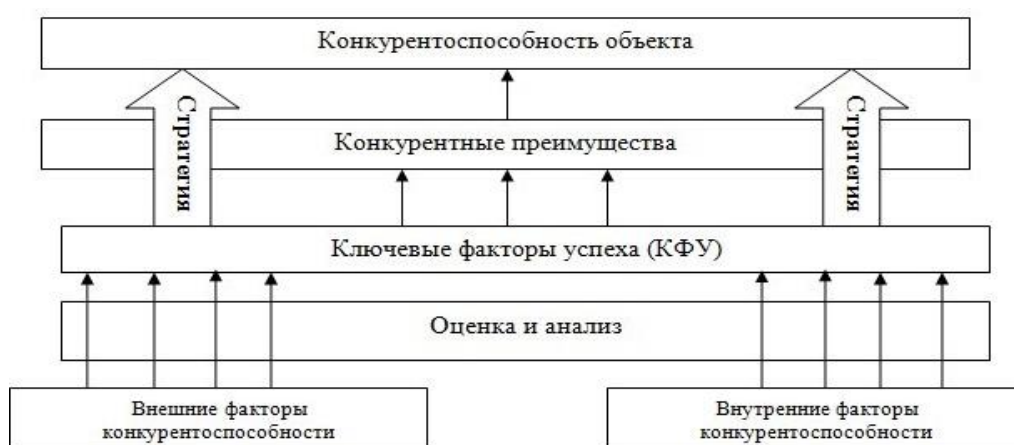 Конкурентоспособность объекта
Стратегия
Стратегия
Конкурентные преимущества
Ключевые факторы успеха (КФУ)
Оценка и анализ
Внешние факторы
конкурентоспособности
Внутренние факторы
конкурентоспособности